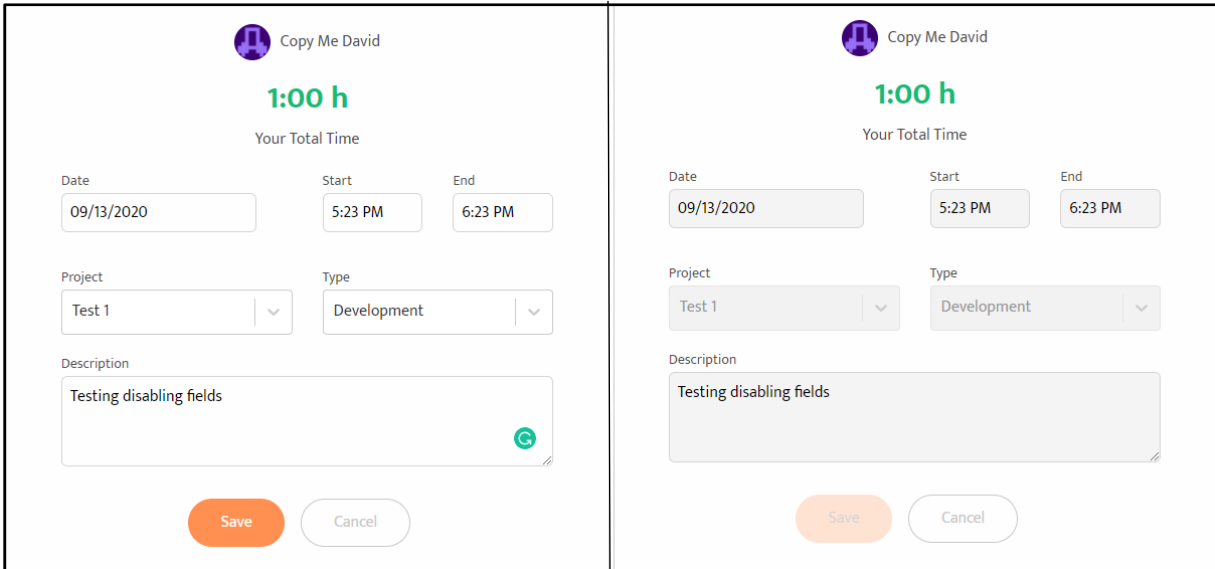 Copy Me David
1:00 h
Your Total Time
Date Start End
09/13/2020 5:23 PM 6:23 PM
Project Type
Test 1 Development
Description
Testing disabling fields
Save Cancel
Copy Me David
1:00 h
Your Total Time
Date Start End
09/13/2020 5:23 PM 6:23 PM
Project Type
Test 1 Development
Description
Testing disabling fields
Save Cancel